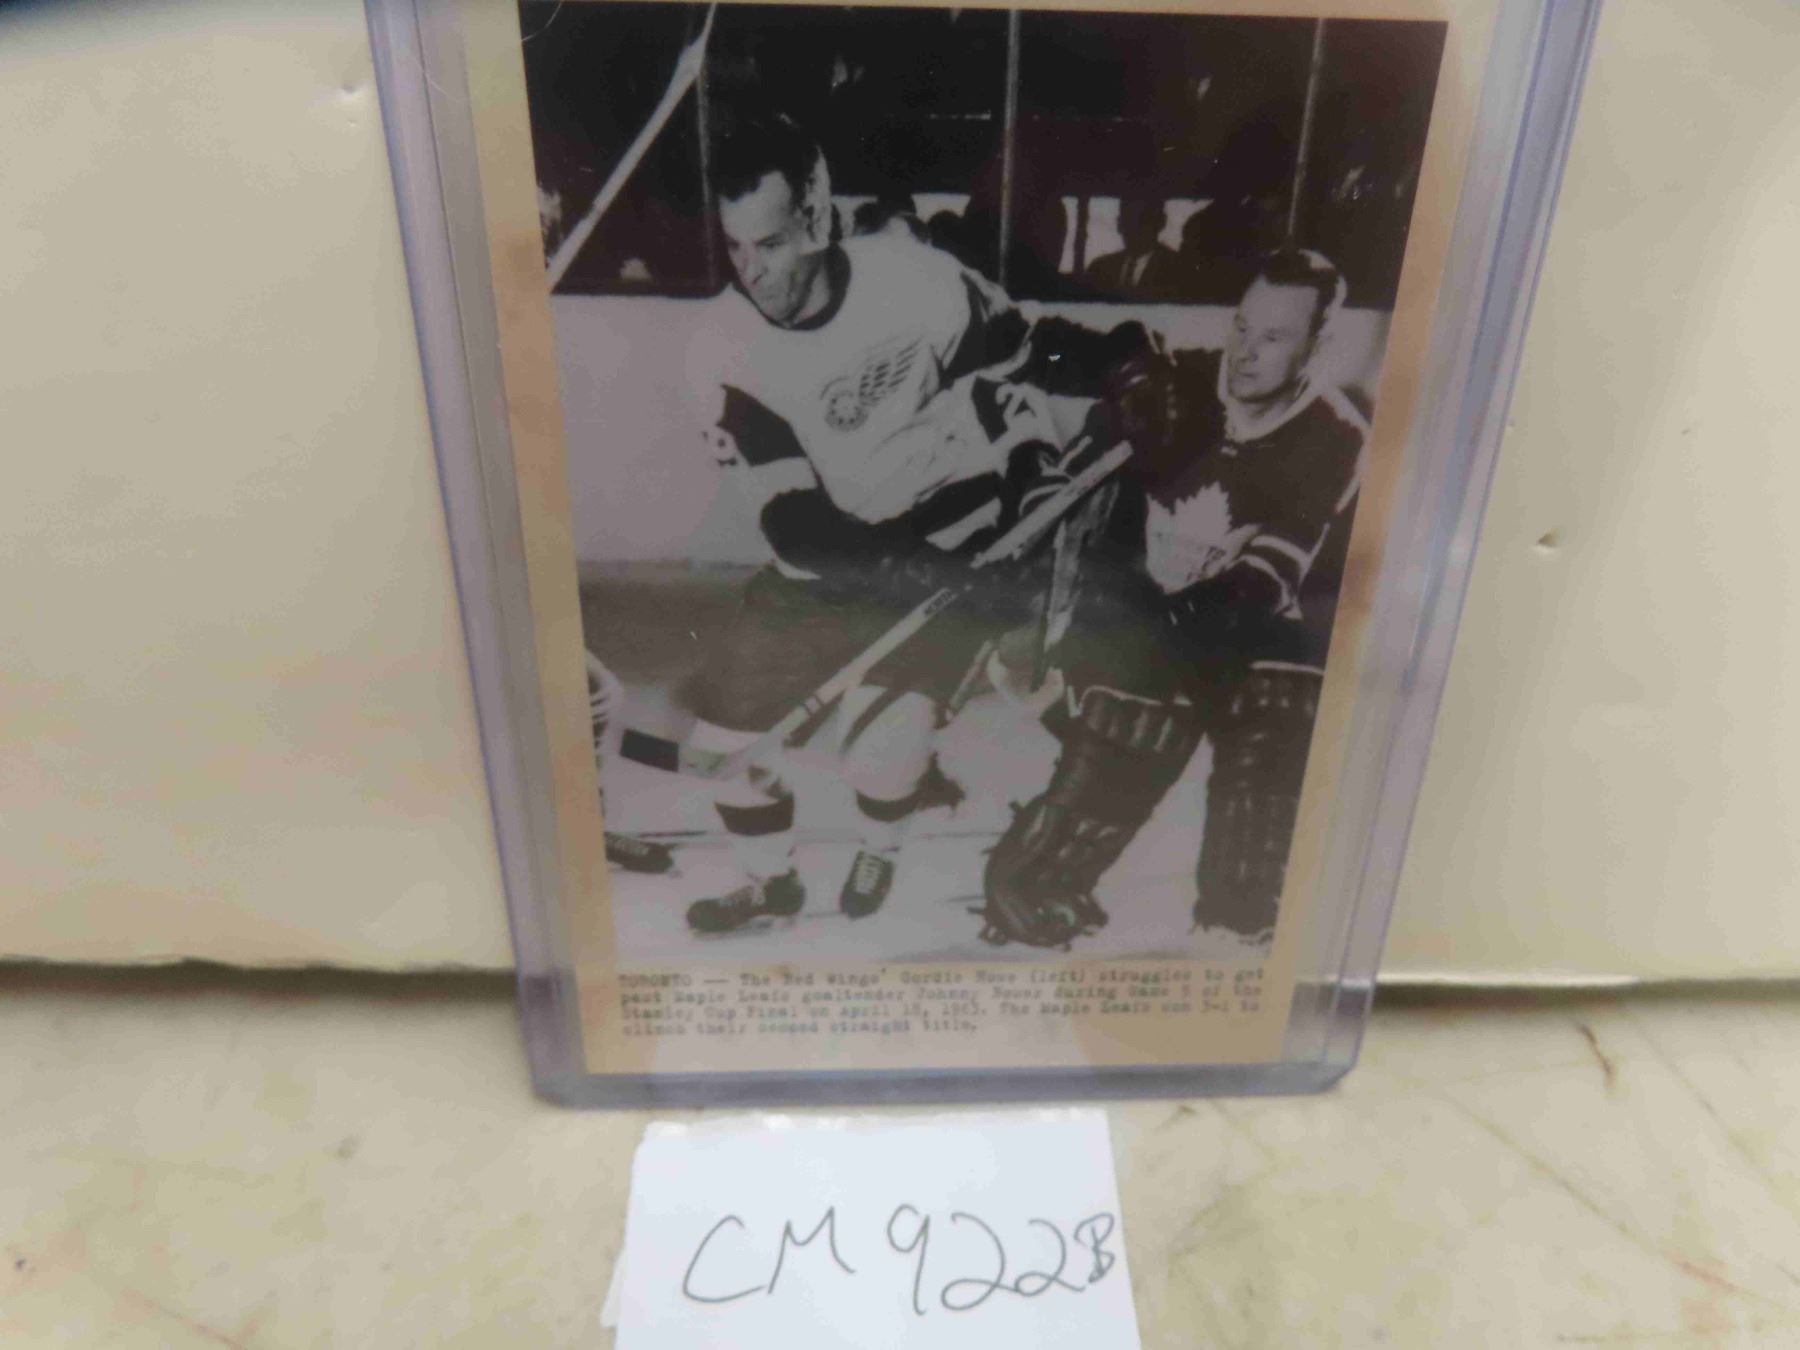 TORONTO — The Red Wings' Gordie Howe (left) struggles to get
past Maple Leafs goaltender Johnny Bower during Game 5 of the
Stanley Cup Final on April 18, 1963. The Maple Leafs won 3-1 to
clinch their second straight title.
CM922B